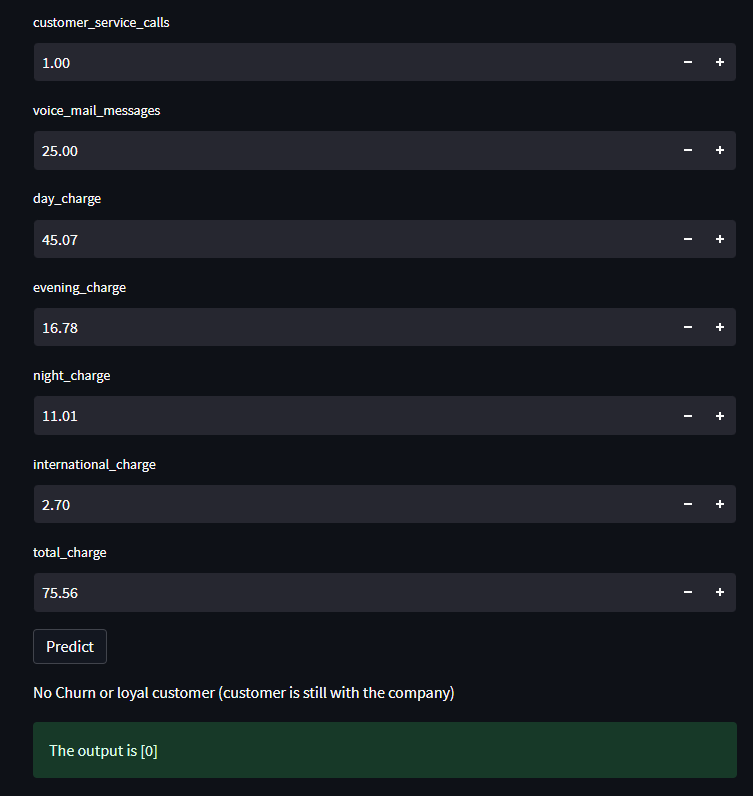 customer_service_calls
1.00
voice_mail_messages
25.00
day_charge
45.07
evening_charge
16.78
night_charge
11.01
international_charge
2.70
total_charge
75.56
Predict
No Churn or loyal customer (customer is still with the company)
The output is [0]